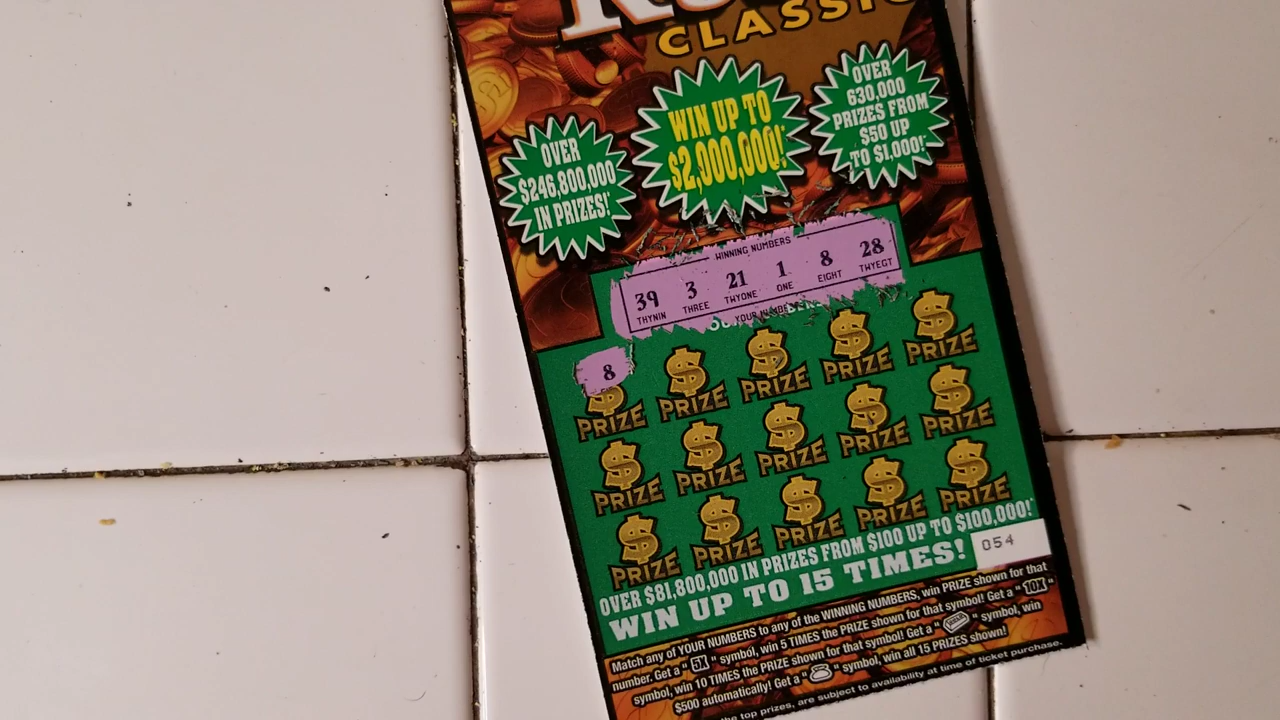 CLASSIC
OVER
$246,800,000
IN PRIZES!*
WIN UP TO
$2,000,000!*
OVER
630,000
PRIZES FROM
$50 UP
TO $1,000!*
WINNING NUMBERS
39 3 21 1 8 28
THYNIN THREE TWYONE ONE EIGHT TWYEGT
YOUR NUMBERS
8
PRIZE PRIZE PRIZE PRIZE PRIZE
PRIZE PRIZE PRIZE PRIZE PRIZE
PRIZE PRIZE PRIZE PRIZE PRIZE
OVER $81,800,000 IN PRIZES FROM $100 UP TO $100,000!*
WIN UP TO 15 TIMES!
054
Match any of YOUR NUMBERS to any of the WINNING NUMBERS, win PRIZE shown for that
number. Get a "5X" symbol, win 5 TIMES the PRIZE shown for that symbol! Get a "10X"
symbol, win 10 TIMES the PRIZE shown for that symbol! Get a " " symbol, win
$500 automatically! Get a " " symbol, win all 15 PRIZES shown!
the top prizes, are subject to availability at time of ticket purchase.